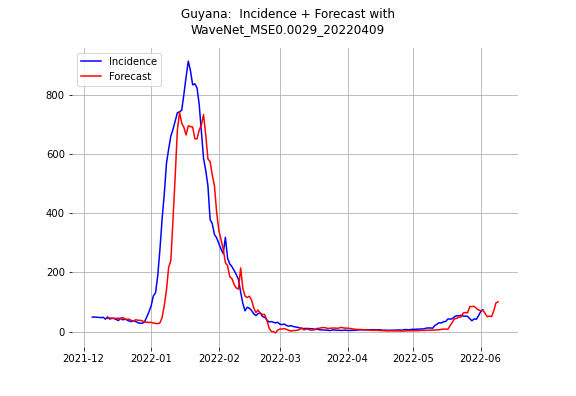 Guyana:  Incidence + Forecast with
WaveNet_MSE0.0029_20220409
Incidence
Forecast
800
600
400
200
0
2021-12 2022-01 2022-02 2022-03 2022-04 2022-05 2022-06